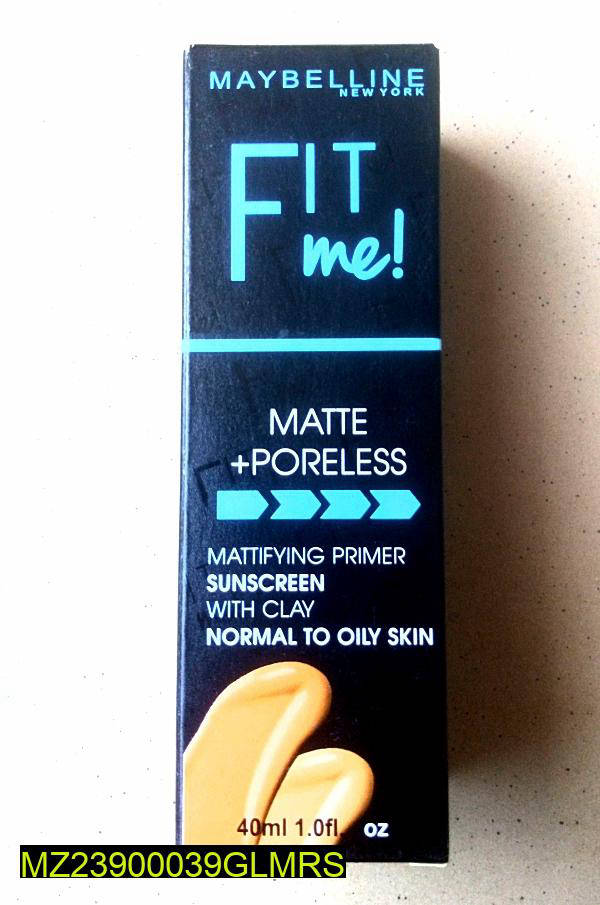 MAYBELLINE
NEW YORK
FIT
me!
MATTE
+PORELESS
MATTIFYING PRIMER
SUNSCREEN
WITH CLAY
NORMAL TO OILY SKIN
40ml 1.0fl. oz
MZ23900039GLMRS